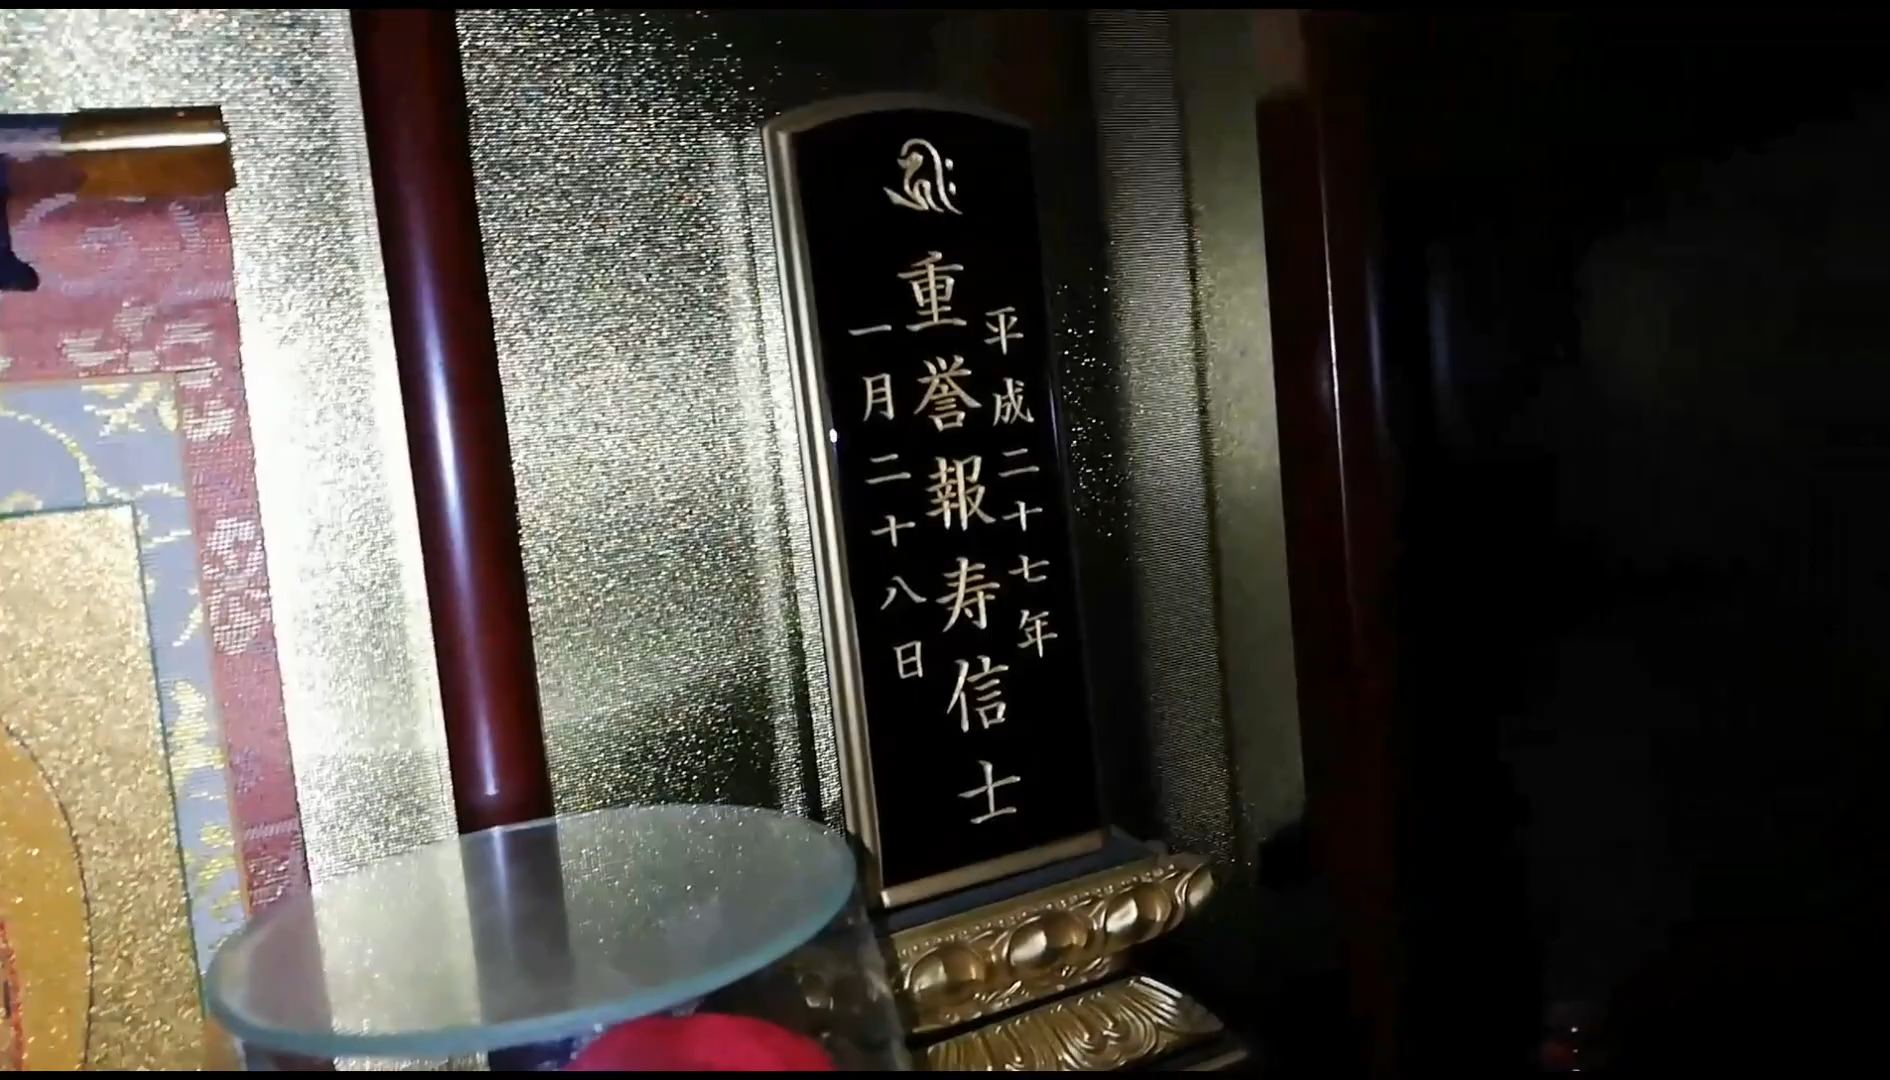 𑖮𑖿𑖨𑖱𑖾
平成二十七年
重誉報寿信士
一月二十八日